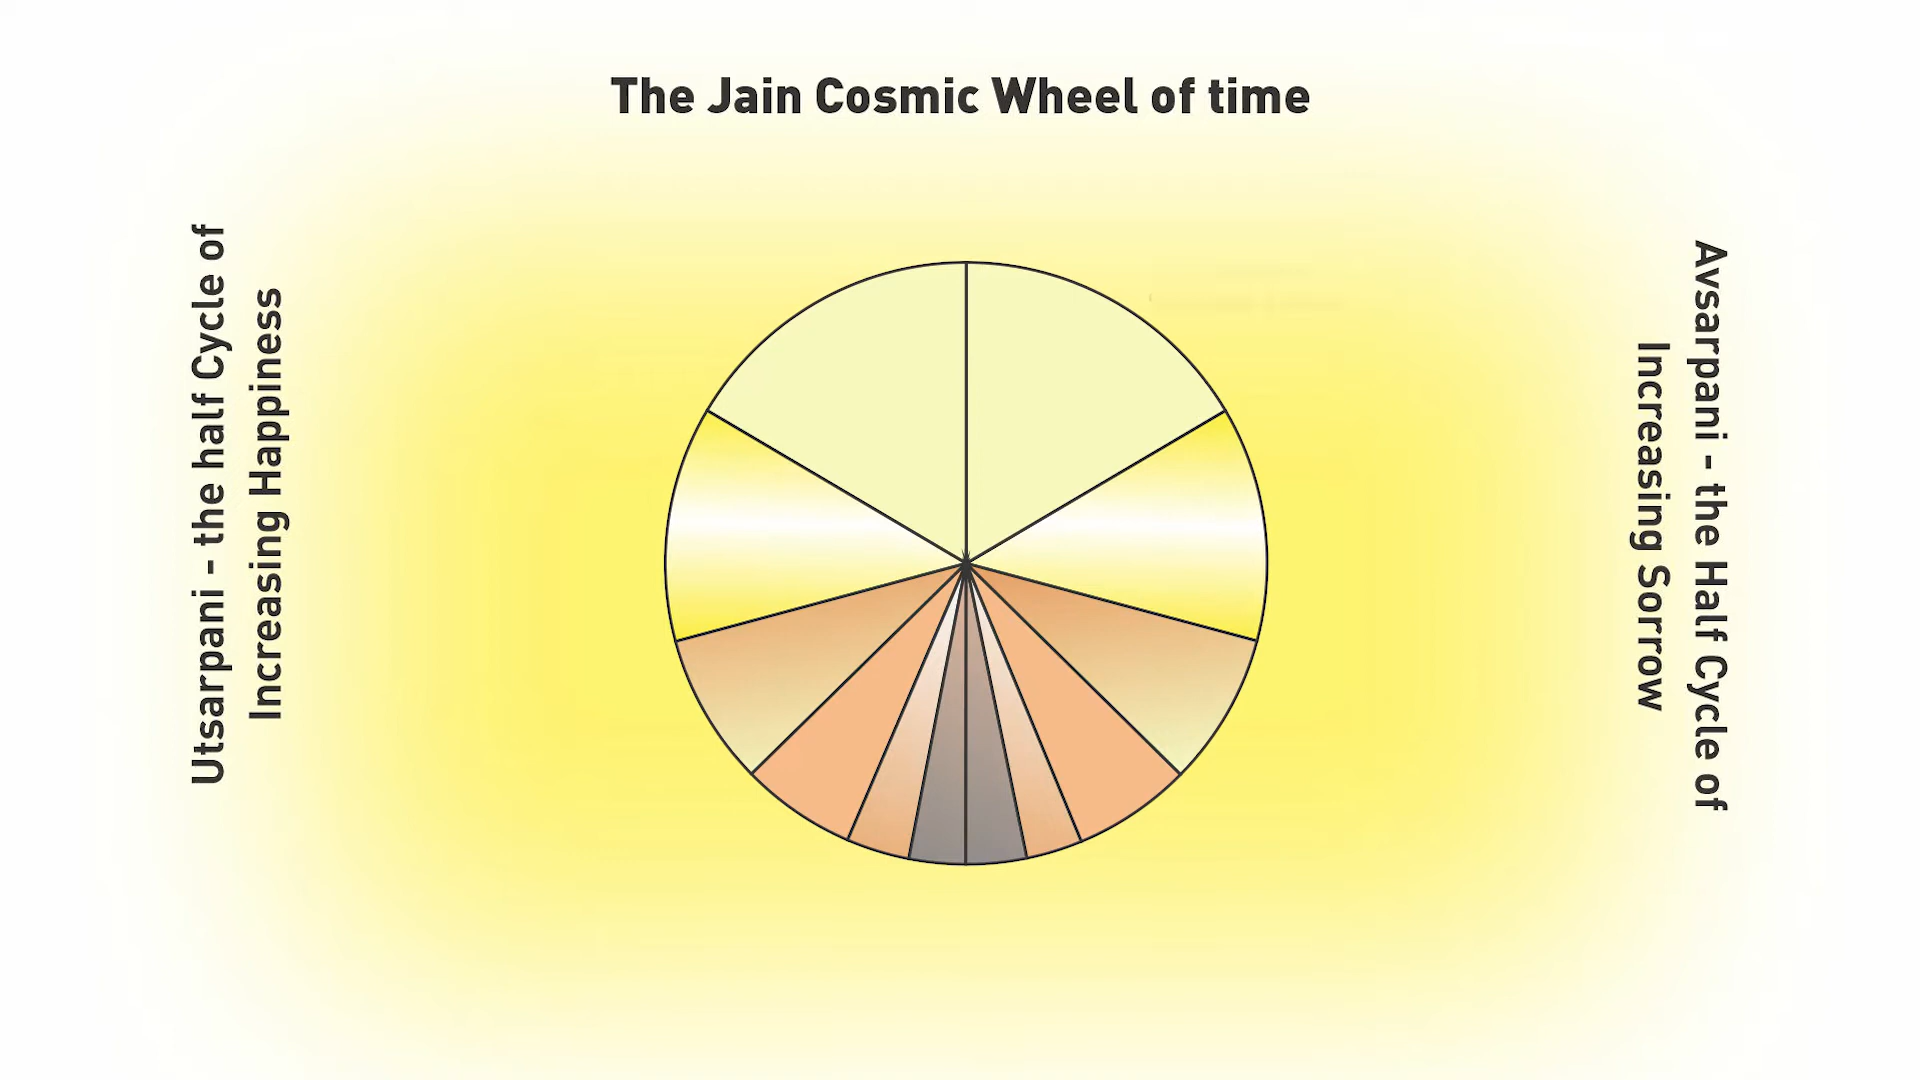 The Jain Cosmic Wheel of time
Utsarpani - the half Cycle of
Increasing Happiness
Avsarpani - the Half Cycle of
Increasing Sorrow